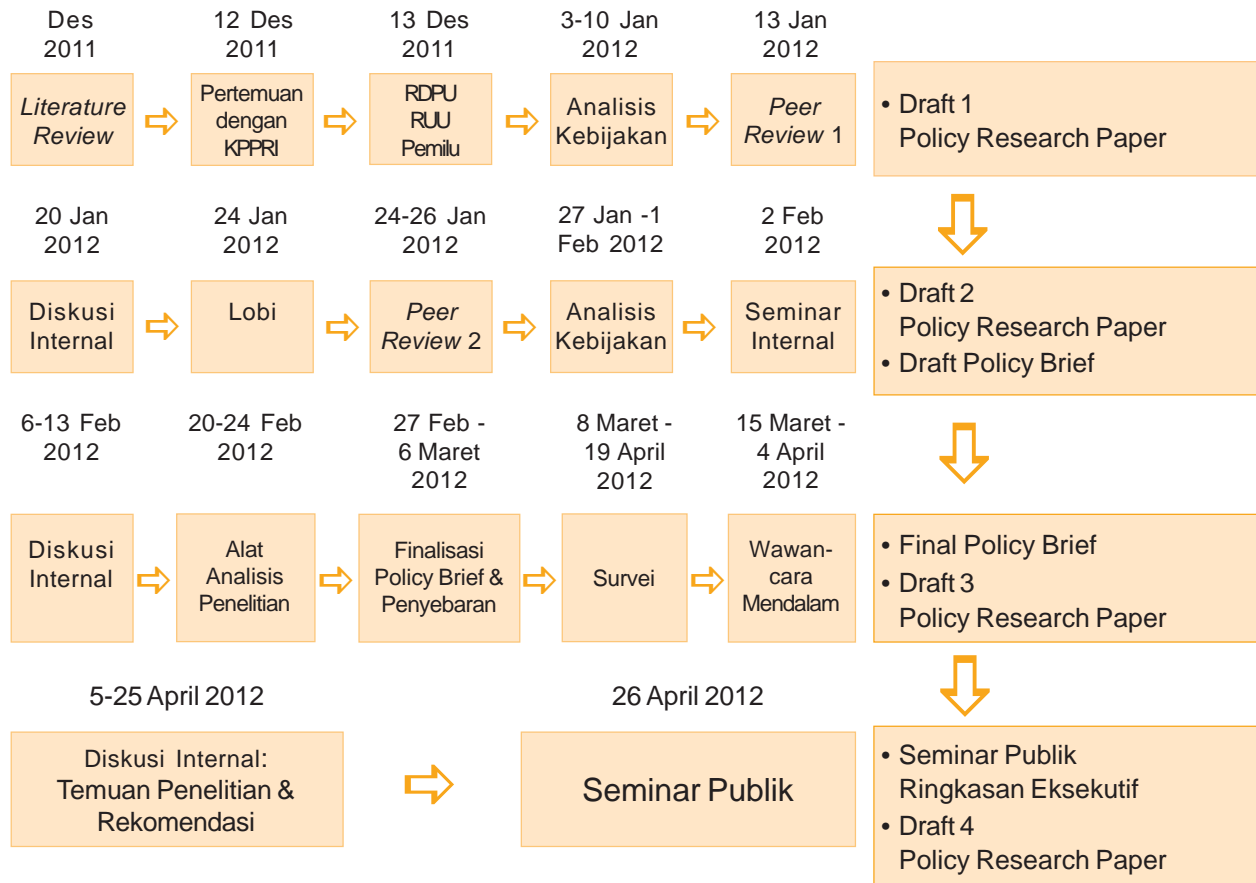 Des
2011
12 Des
2011
13 Des
2011
3-10 Jan
2012
13 Jan
2012
Literature
Review
Pertemuan
dengan
KPPRI
RDPU
RUU
Pemilu
Analisis
Kebijakan
Peer
Review 1
• Draft 1
Policy Research Paper
20 Jan
2012
24 Jan
2012
24-26 Jan
2012
27 Jan -1
Feb 2012
2 Feb
2012
Diskusi
Internal
Lobi
Peer
Review 2
Analisis
Kebijakan
Seminar
Internal
• Draft 2
Policy Research Paper
• Draft Policy Brief
6-13 Feb
2012
20-24 Feb
2012
27 Feb -
6 Maret
2012
8 Maret -
19 April
2012
15 Maret -
4 April
2012
Diskusi
Internal
Alat
Analisis
Penelitian
Finalisasi
Policy Brief &
Penyebaran
Survei
Wawan-
cara
Mendalam
• Final Policy Brief
• Draft 3
Policy Research Paper
5-25 April 2012
26 April 2012
Diskusi Internal:
Temuan Penelitian &
Rekomendasi
Seminar Publik
• Seminar Publik
Ringkasan Eksekutif
• Draft 4
Policy Research Paper